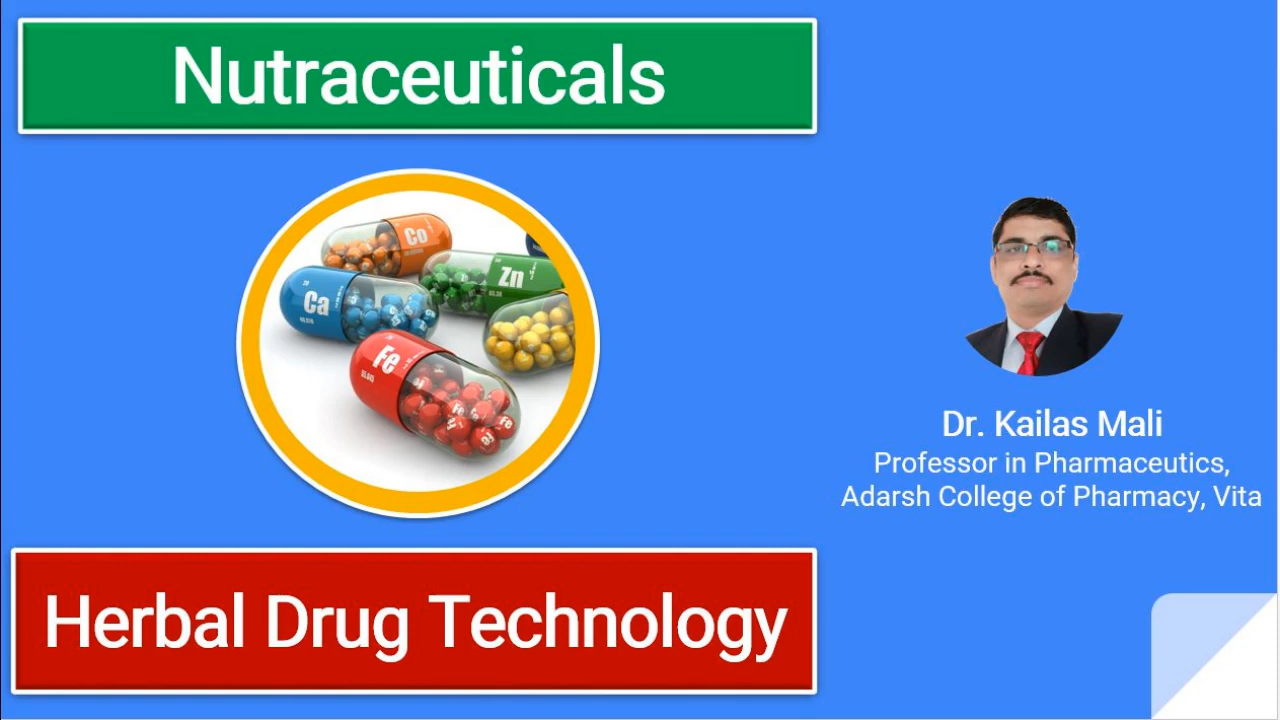 Nutraceuticals
Co
Zn
Ca
Fe
Dr. Kailas Mali
Professor in Pharmaceutics,
Adarsh College of Pharmacy, Vita
Herbal Drug Technology